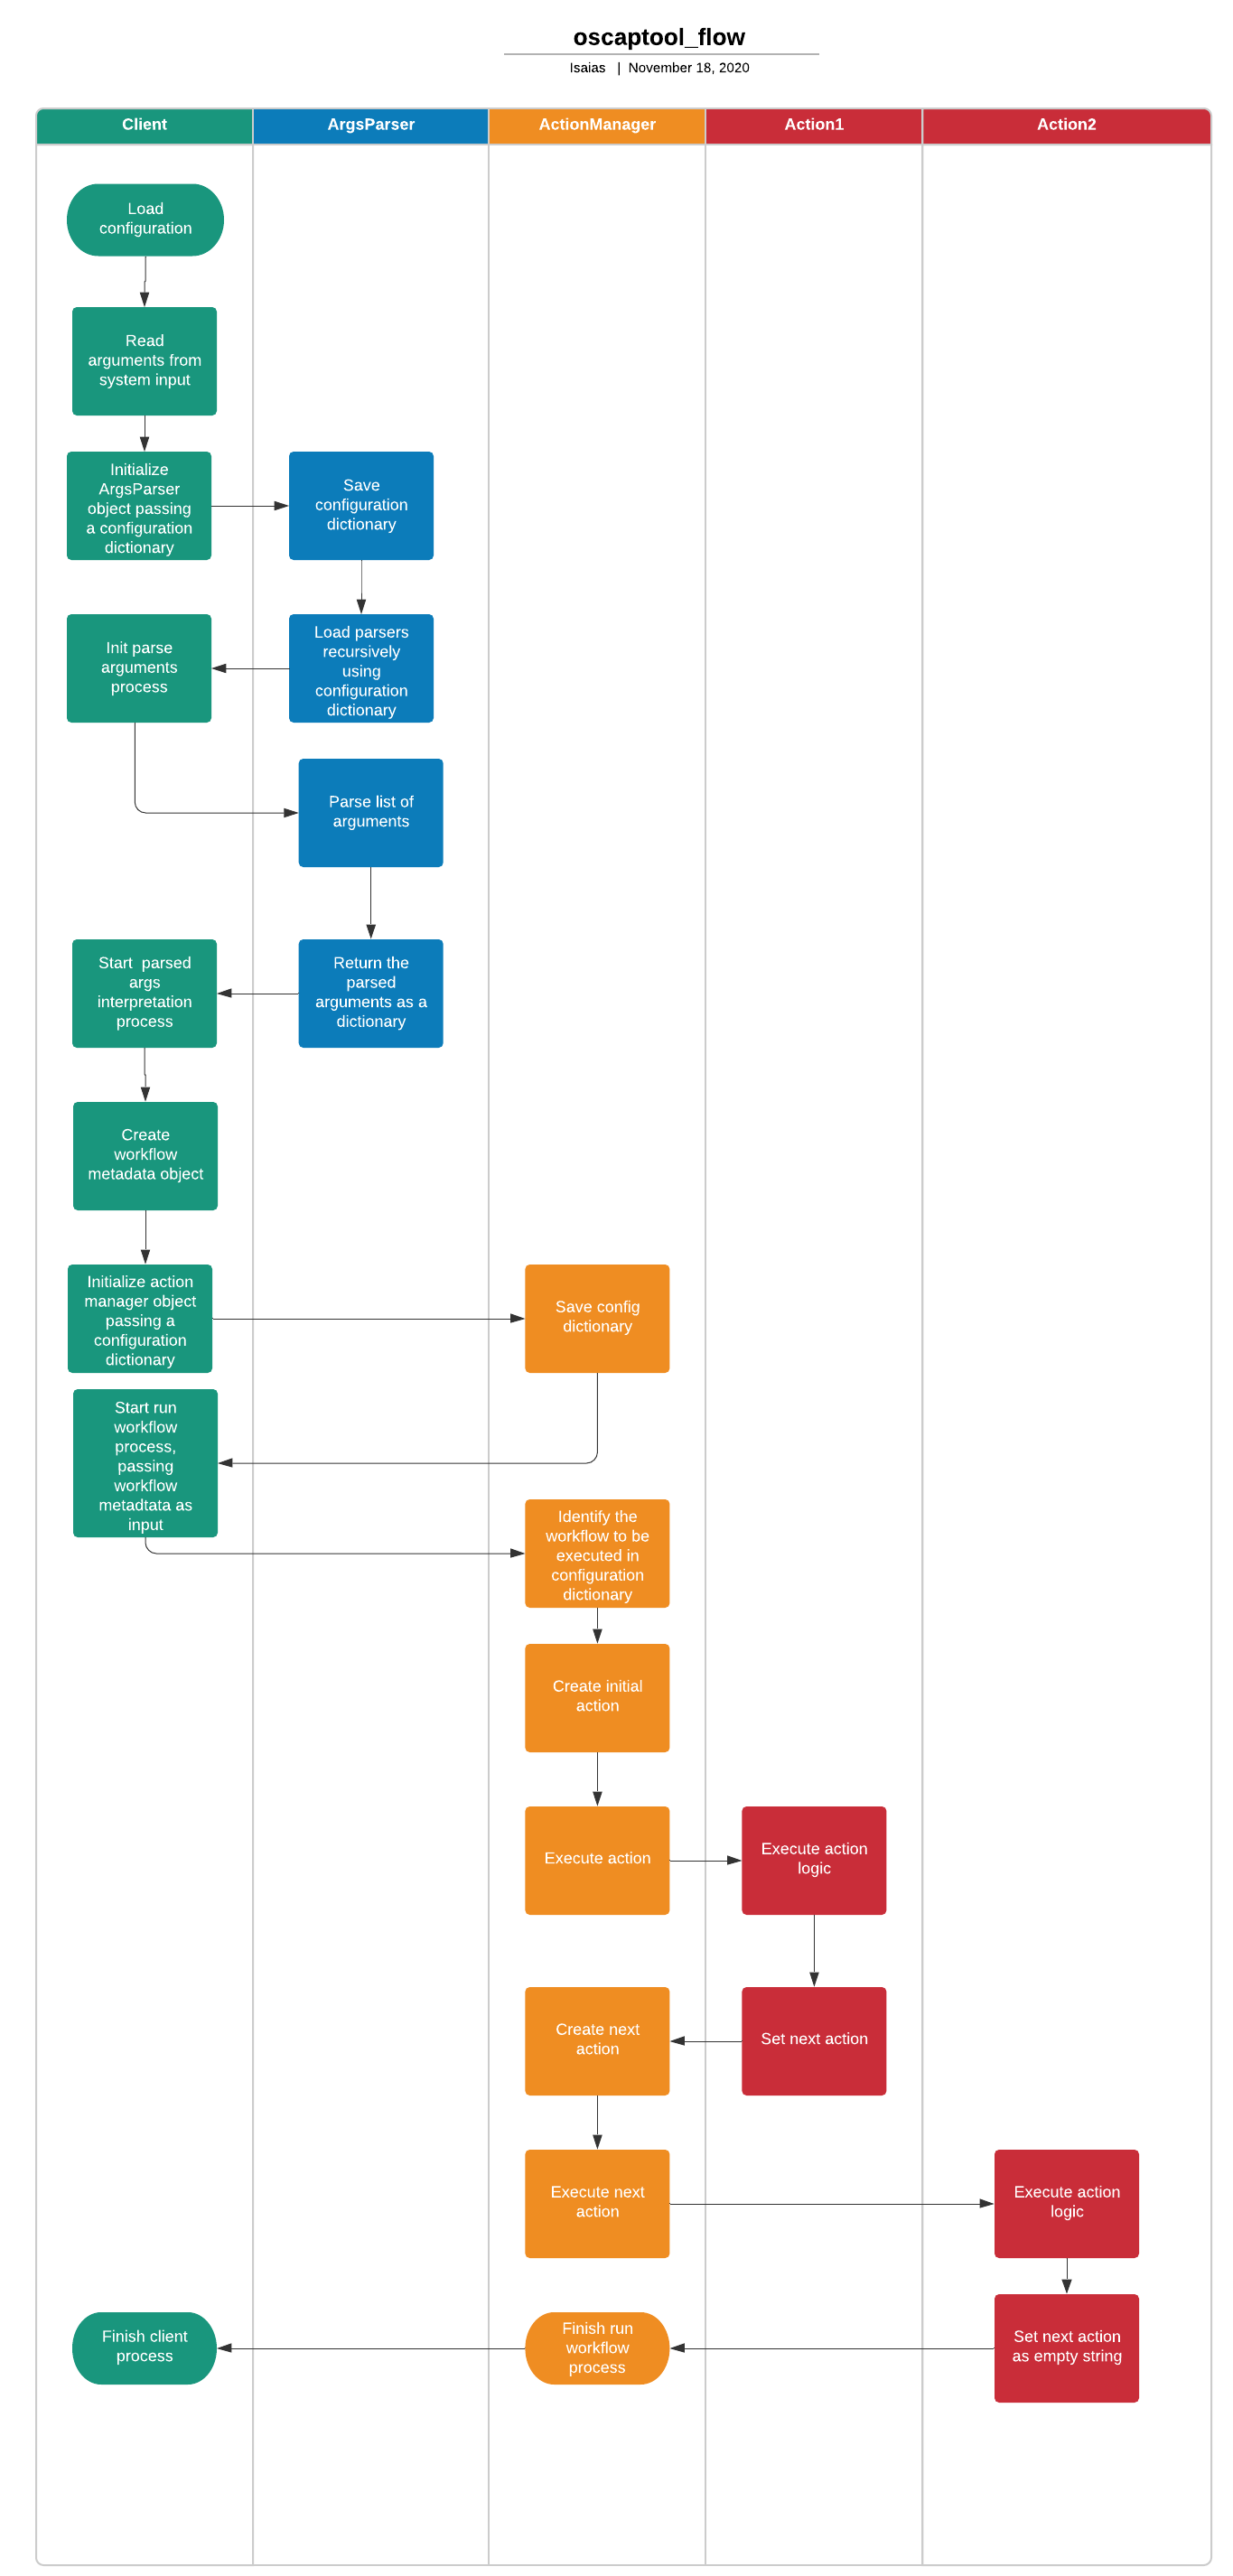 oscaptool_flow
Isaias | November 18, 2020
Client
ArgsParser
ActionManager
Action1
Action2
Load
configuration
Read
arguments from
system input
Initialize
ArgsParser
object passing
a configuration
dictionary
Save
configuration
dictionary
Init parse
arguments
process
Load parsers
recursively
using
configuration
dictionary
Parse list of
arguments
Start parsed
args
interpretation
process
Return the
parsed
arguments as a
dictionary
Create
workflow
metadata object
Initialize action
manager object
passing a
configuration
dictionary
Save config
dictionary
Start run
workflow
process,
passing
workflow
metadtata as
input
Identify the
workflow to be
executed in
configuration
dictionary
Create initial
action
Execute action
Execute action
logic
Create next
action
Set next action
Execute next
action
Execute action
logic
Finish client
process
Finish run
workflow
process
Set next action
as empty string